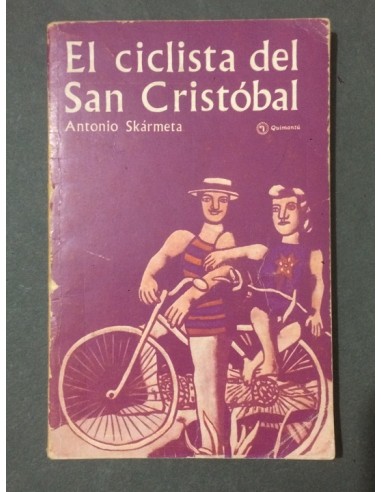 El ciclista del
San Cristóbal
Antonio Skármeta
Quimantú